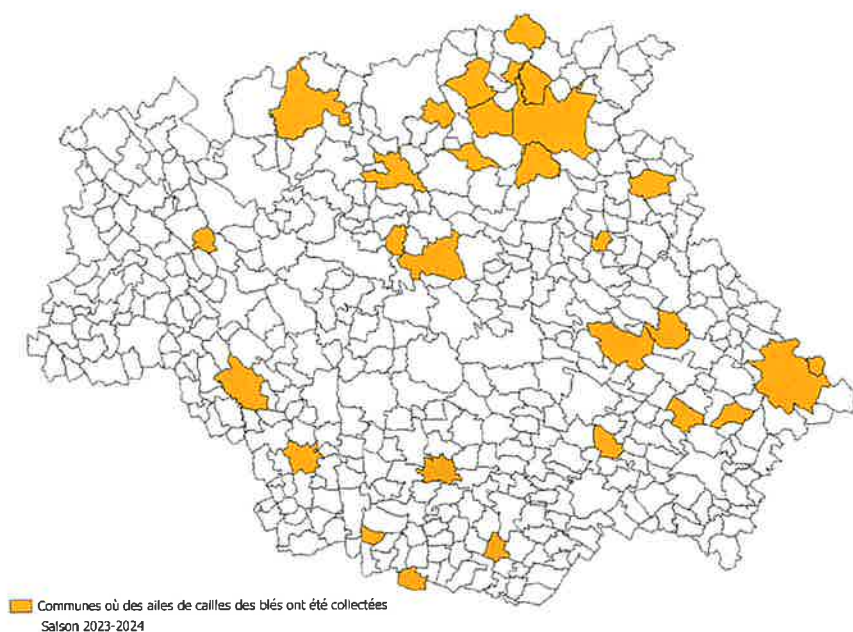 Communes où des ailes de cailles des blés ont été collectées
Saison 2023-2024